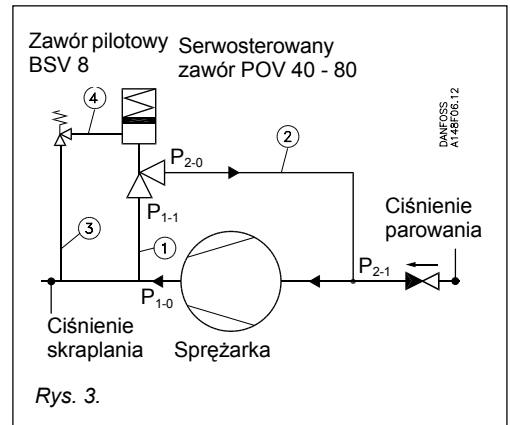 Zawór pilotowy
BSV 8
Serwosterowany
zawór POV 40 - 80
4
DANFOSS
A148F06.12
P2-0
2
P1-1
Ciśnienie
parowania
3
1
P2-1
P1-0
Ciśnienie
skraplania
Sprężarka
Rys. 3.